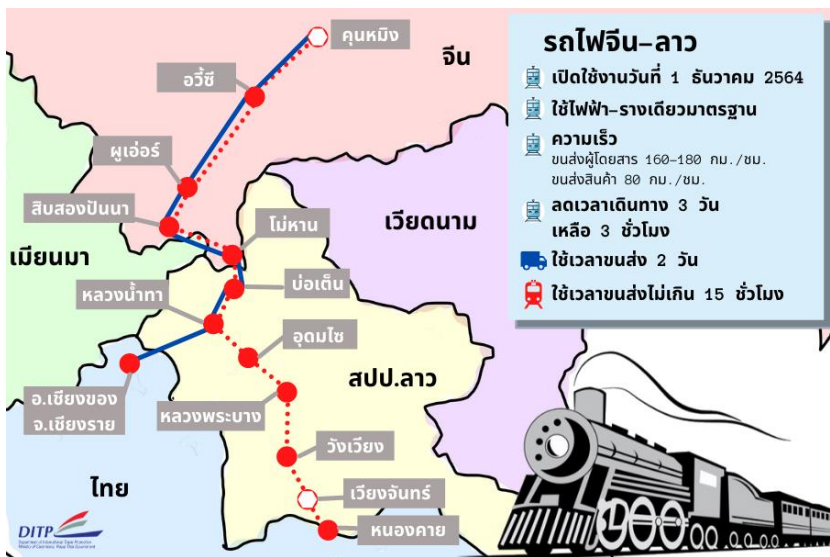 คุนหมิง
จีน
อวี้ซี
ผูเอ่อร์
สิบสองปันนา
โม่หาน
เวียดนาม
เมียนมา
บ่อเต็น
หลวงน้ำทา
อุดมไซ
สปป.ลาว
อ.เชียงของ
จ.เชียงราย
หลวงพระบาง
วังเวียง
ไทย
เวียงจันทร์
หนองคาย
รถไฟจีน-ลาว
เปิดใช้งานวันที่ 1 ธันวาคม 2564
ใช้ไฟฟ้า-รางเดียวมาตรฐาน
ความเร็ว
ขนส่งผู้โดยสาร 160-180 กม./ชม.
ขนส่งสินค้า 80 กม./ชม.
ลดเวลาเดินทาง 3 วัน
เหลือ 3 ชั่วโมง
ใช้เวลาขนส่ง 2 วัน
ใช้เวลาขนส่งไม่เกิน 15 ชั่วโมง
DITP